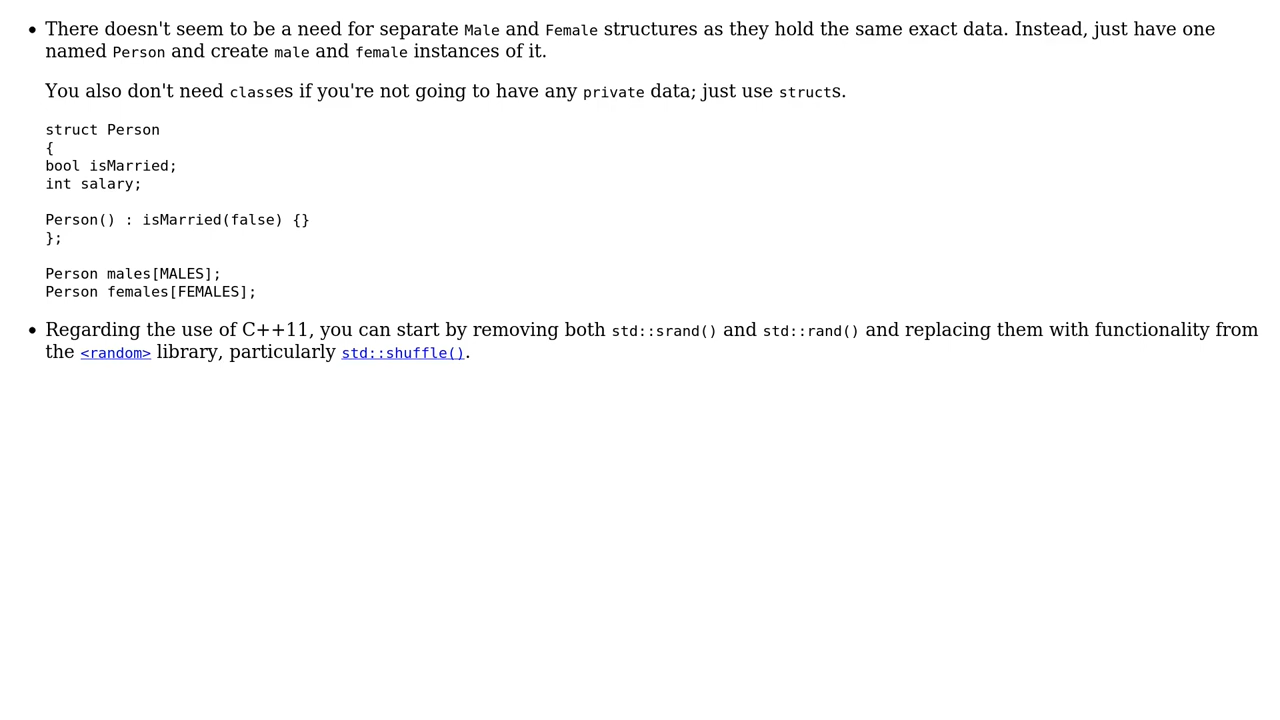 There doesn't seem to be a need for separate Male and Female structures as they hold the same exact data. Instead, just have one
named Person and create male and female instances of it.
You also don't need classes if you're not going to have any private data; just use structs.
struct Person
{
bool isMarried;
int salary;
Person() : isMarried(false) {}
};
Person males[MALES];
Person females[FEMALES];
Regarding the use of C++11, you can start by removing both std::srand() and std::rand() and replacing them with functionality from
the <random> library, particularly std::shuffle().